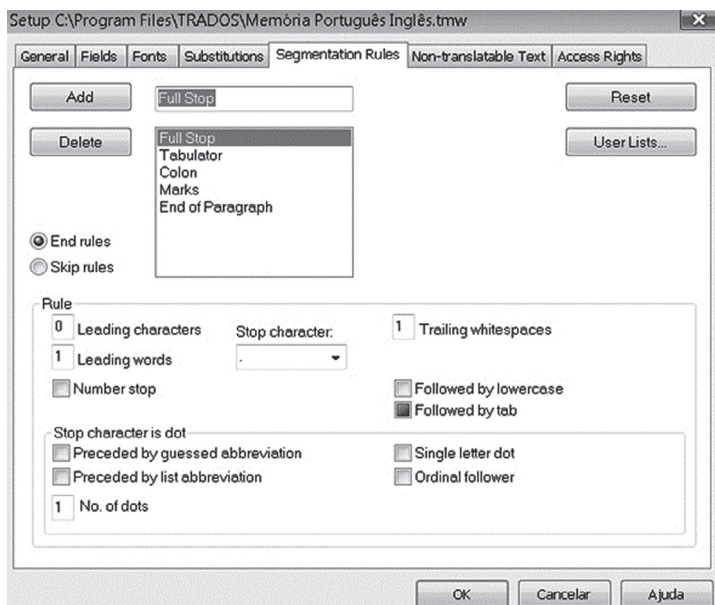 Setup C:\Program Files\TRADOS\Memória Português Inglês.tmw
General Fields Fonts Substitutions Segmentation Rules Non-translatable Text Access Rights
Add Full Stop Reset
Delete Full Stop User Lists...
Tabulator
Colon
Marks
End of Paragraph
End rules
Skip rules
Rule
0 Leading characters Stop character: 1 Trailing whitespaces
1 Leading words .
Number stop Followed by lowercase
Followed by tab
Stop character is dot
Preceded by guessed abbreviation Single letter dot
Preceded by list abbreviation Ordinal follower
1 No. of dots
OK Cancelar Ajuda